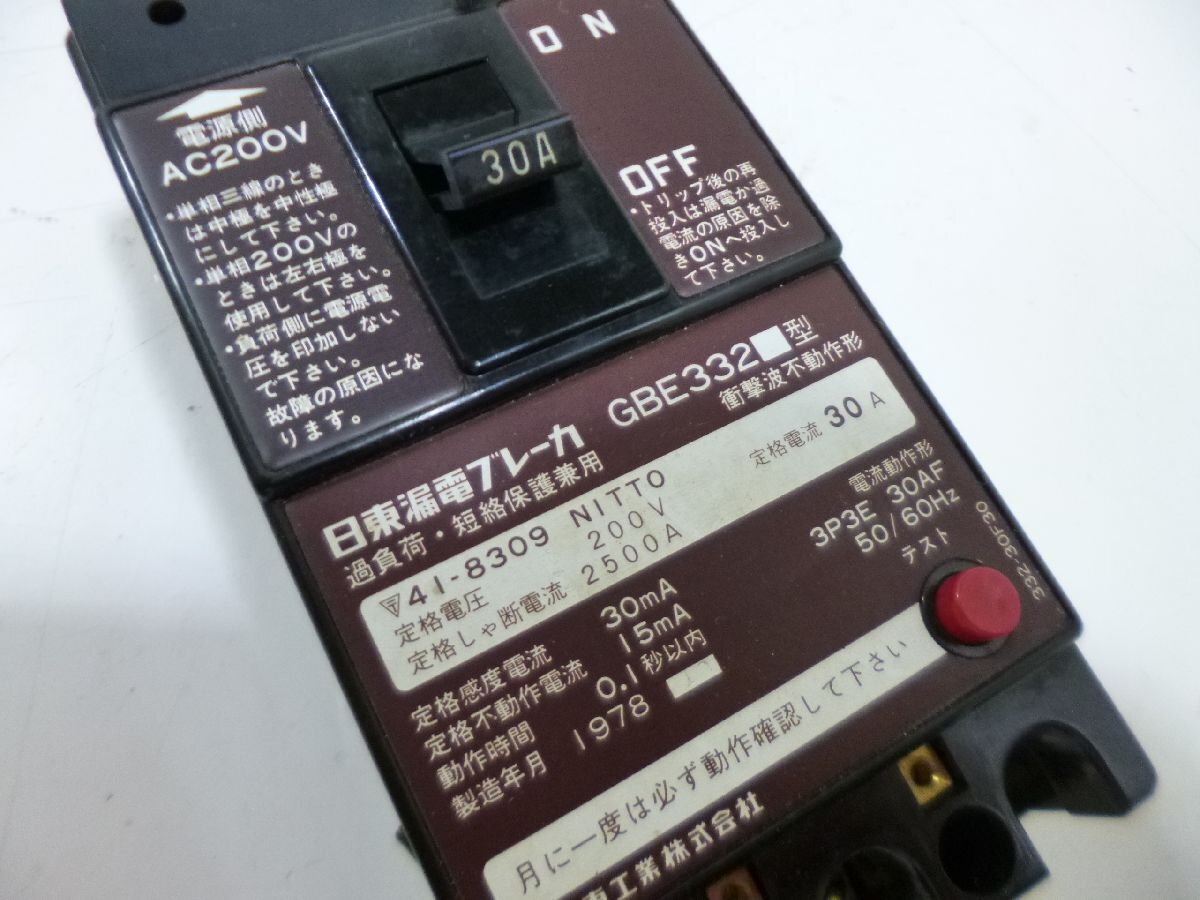 電源側
AC200V
・単相三線のとき
は中極を中性極
にして下さい。
・単相200Vの
ときは左右極を
使用して下さい。
・負荷側に電源電
圧を印加しない
で下さい。
故障の原因にな
ります。
30A
ON
OFF
・トリップ後の再
投入は漏電か過
電流の原因を除
きONへ投入し
て下さい。
日東漏電ブレーカ GBE332□型
過負荷・短絡保護兼用 衝撃波不動作形
41-8309 NITTO 定格電流 30A
定格電圧 200V
定格しゃ断電流 2500A
電流動作形
定格感度電流 30mA 3P3E 30AF
定格不動作電流 15mA 50/60Hz
動作時間 0.1秒以内 テスト
製造年月 1978
332-30-30
月に一度は必ず動作確認して下さい
東工業株式会社